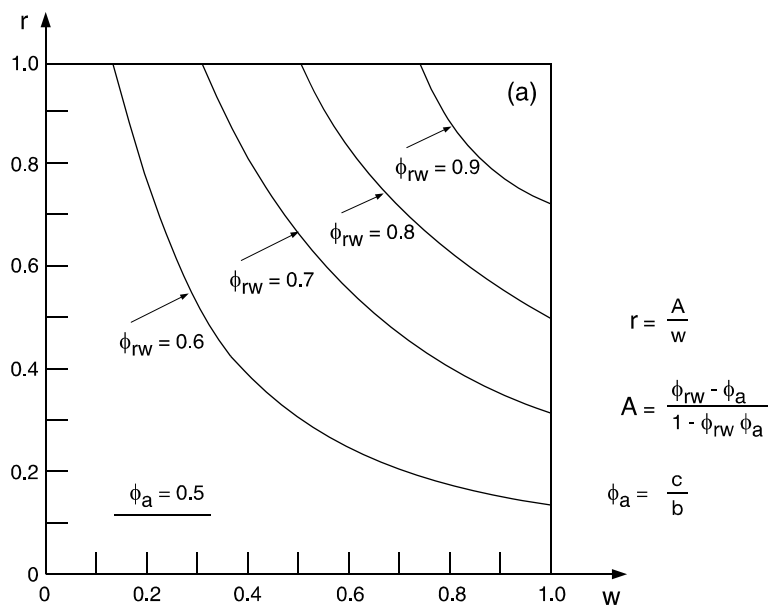 r
1.0
(a)
0.8
ϕrw = 0.9
ϕrw = 0.8
0.6
ϕrw = 0.7
ϕrw = 0.6
0.4
0.2
ϕa = 0.5
0
0
0.2
0.4
0.6
0.8
1.0
w
r = A / w
A = ϕrw - ϕa / 1 - ϕrw ϕa
ϕa = c / b